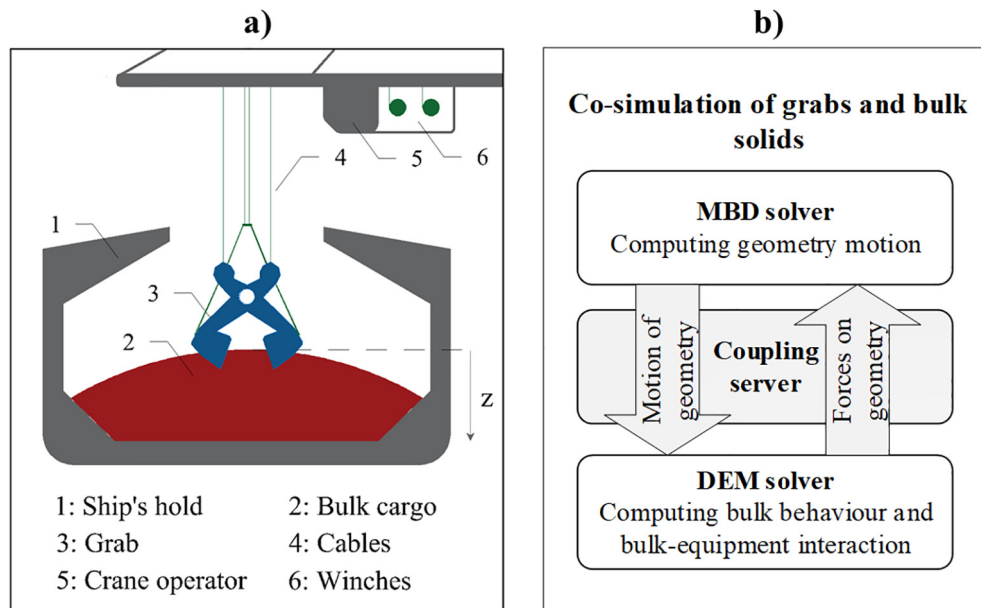 a)
1
2
3
4
5
6
z
1: Ship's hold
2: Bulk cargo
3: Grab
4: Cables
5: Crane operator
6: Winches
b)
Co-simulation of grabs and bulk
solids
MBD solver
Computing geometry motion
Motion of
geometry
Coupling
server
Forces on
geometry
DEM solver
Computing bulk behaviour and
bulk-equipment interaction